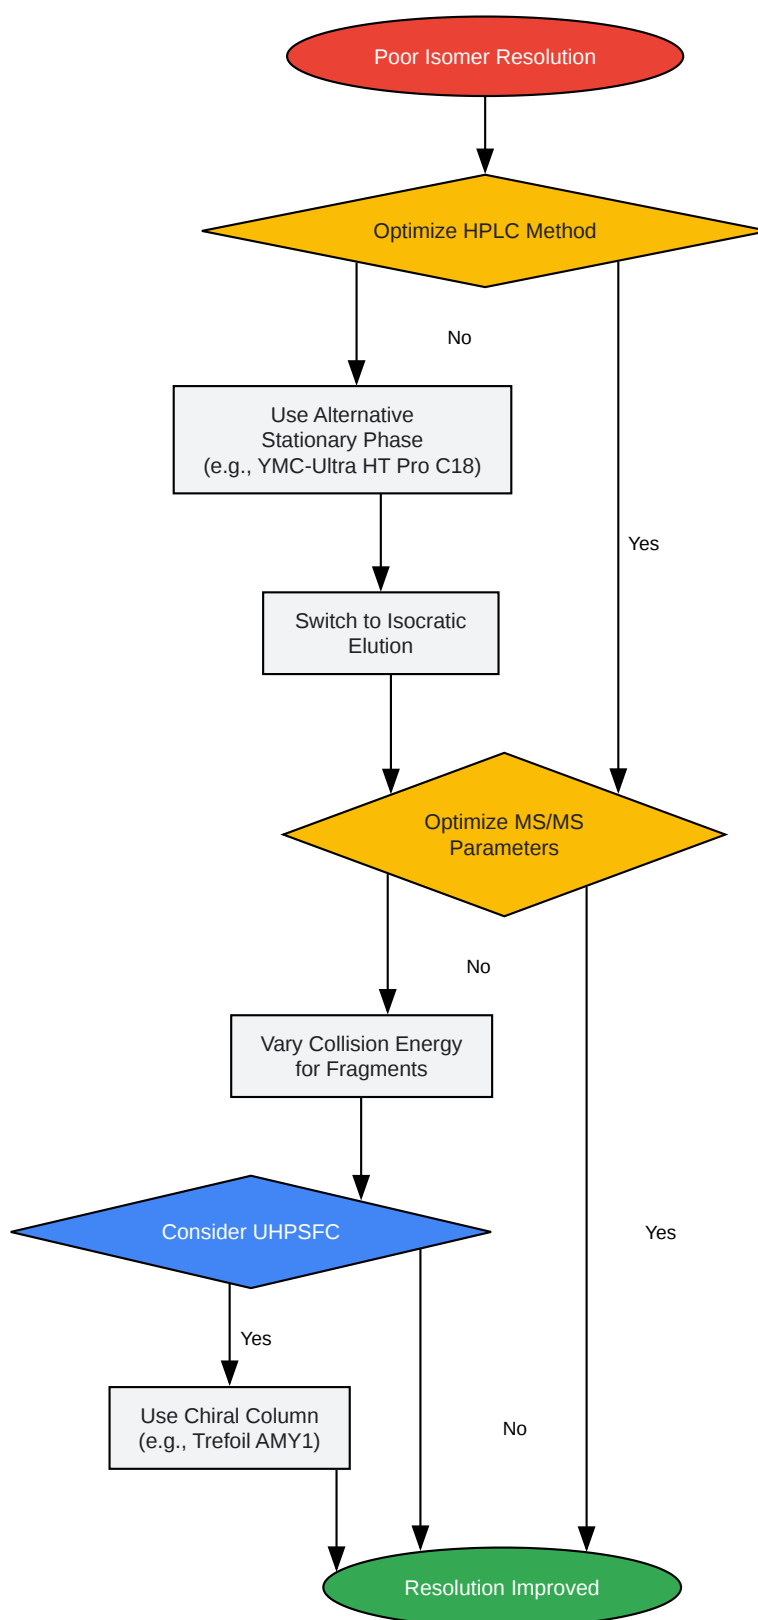 Poor Isomer Resolution
Optimize HPLC Method
No
Use Alternative
Stationary Phase
(e.g., YMC-Ultra HT Pro C18)
Yes
Switch to Isocratic
Elution
Optimize MS/MS
Parameters
No
Vary Collision Energy
for Fragments
Consider UHPSFC
Yes
Yes
Use Chiral Column
(e.g., Trefoil AMY1)
No
Resolution Improved